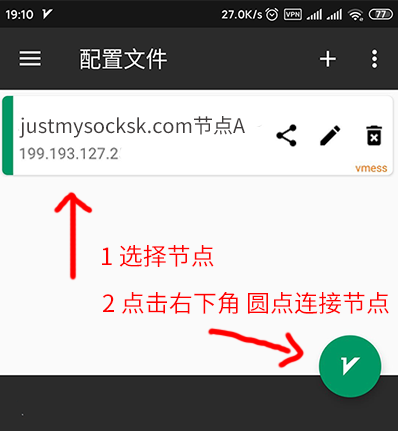 19:10
27.0K/s
VPN
77
配置文件
justmysocksk.com节点A
199.193.127.2
vmess
1 选择节点
2 点击右下角 圆点连接节点